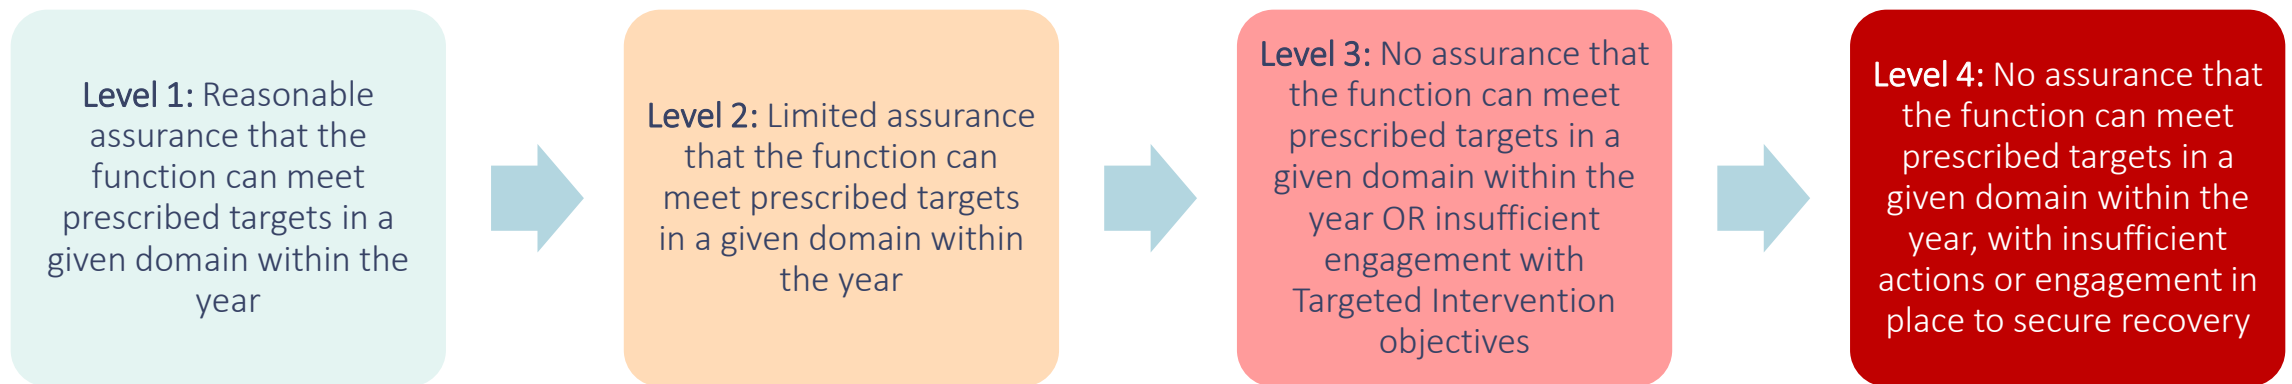 Level 1: Reasonable
assurance that the
function can meet
prescribed targets in a
given domain within the
year
Level 2: Limited assurance
that the function can
meet prescribed targets
in a given domain within
the year
Level 3: No assurance that
the function can meet
prescribed targets in a
given domain within the
year OR insufficient
engagement with
Targeted Intervention
objectives
Level 4: No assurance that
the function can meet
prescribed targets in a
given domain within the
year, with insufficient
actions or engagement in
place to secure recovery